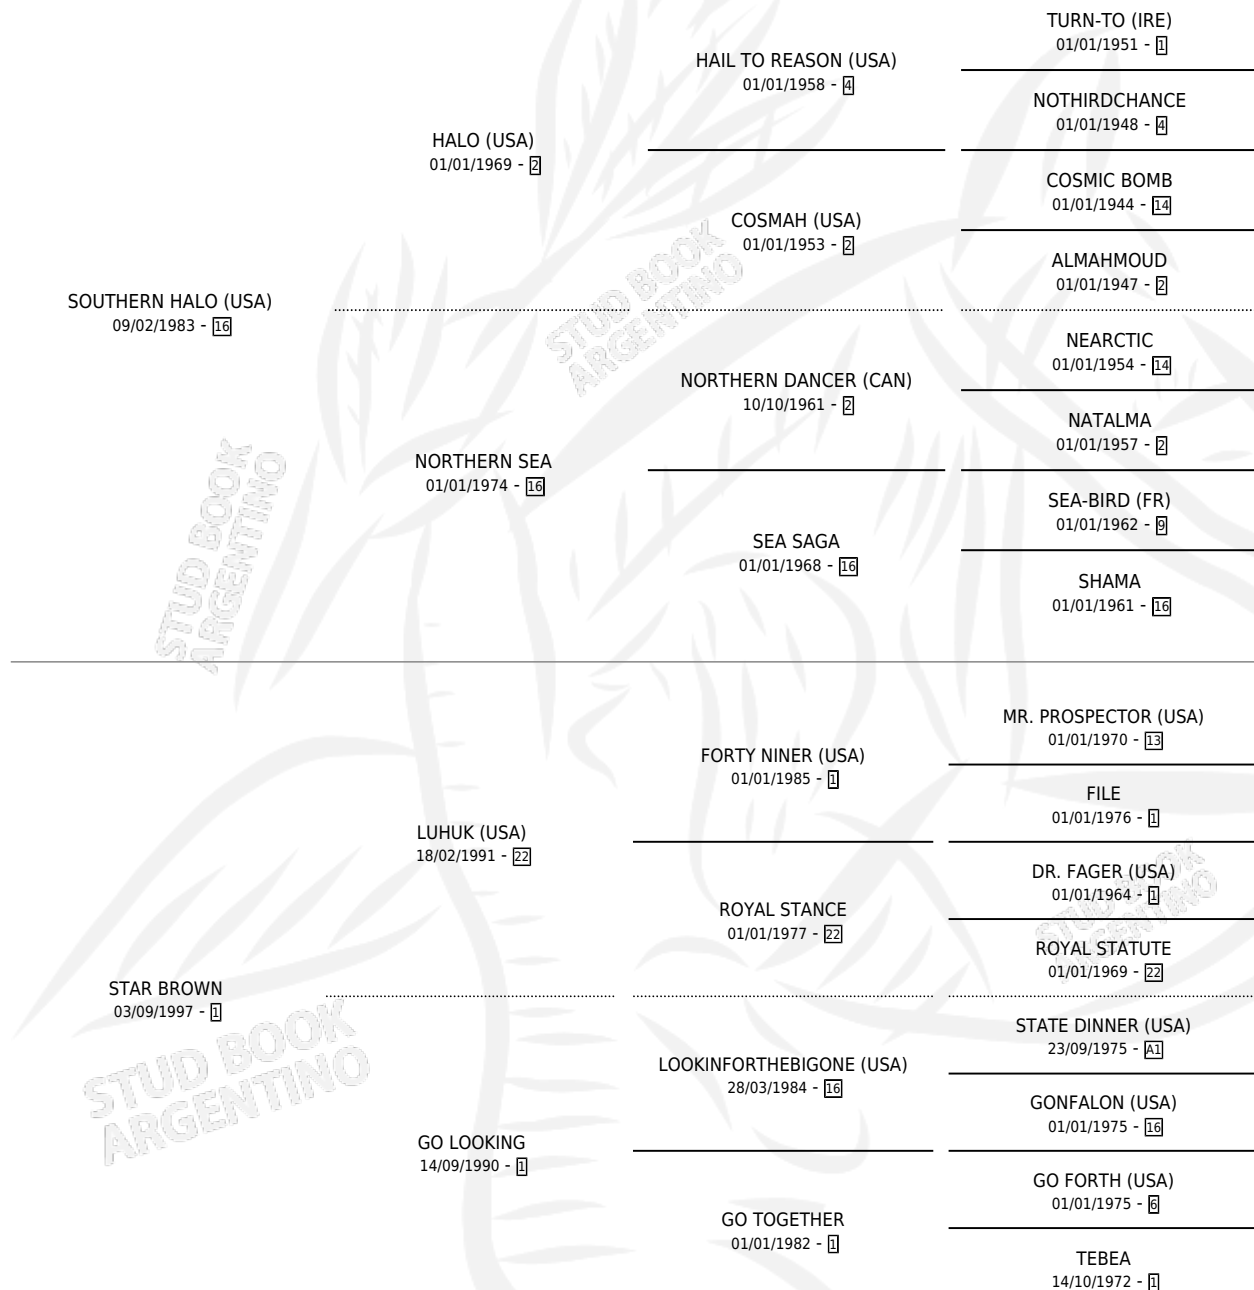 TURN-TO (IRE)
01/01/1951 - 1
HAIL TO REASON (USA)
01/01/1958 - 4
NOTHIRDCHANCE
01/01/1948 - 4
HALO (USA)
01/01/1969 - 2
COSMIC BOMB
01/01/1944 - 14
COSMAH (USA)
01/01/1953 - 2
ALMAHMOUD
01/01/1947 - 2
SOUTHERN HALO (USA)
09/02/1983 - 16
NEARCTIC
01/01/1954 - 14
NORTHERN DANCER (CAN)
10/10/1961 - 2
NATALMA
01/01/1957 - 2
NORTHERN SEA
01/01/1974 - 16
SEA-BIRD (FR)
01/01/1962 - 9
SEA SAGA
01/01/1968 - 16
SHAMA
01/01/1961 - 16
MR. PROSPECTOR (USA)
01/01/1970 - 13
FORTY NINER (USA)
01/01/1985 - 1
FILE
01/01/1976 - 1
LUHUK (USA)
18/02/1991 - 22
DR. FAGER (USA)
01/01/1964 - 1
ROYAL STANCE
01/01/1977 - 22
ROYAL STATUTE
01/01/1969 - 22
STAR BROWN
03/09/1997 - 1
STATE DINNER (USA)
23/09/1975 - A1
LOOKINFORTHEBIGONE (USA)
28/03/1984 - 16
GONFALON (USA)
01/01/1975 - 16
GO LOOKING
14/09/1990 - 1
GO FORTH (USA)
01/01/1975 - 6
GO TOGETHER
01/01/1982 - 1
TEBEA
14/10/1972 - 1
STUD BOOK
ARGENTINO
STUD BOOK
ARGENTINO
STUD BOOK
ARGENTINO
STUD BOOK
ARGENTINO